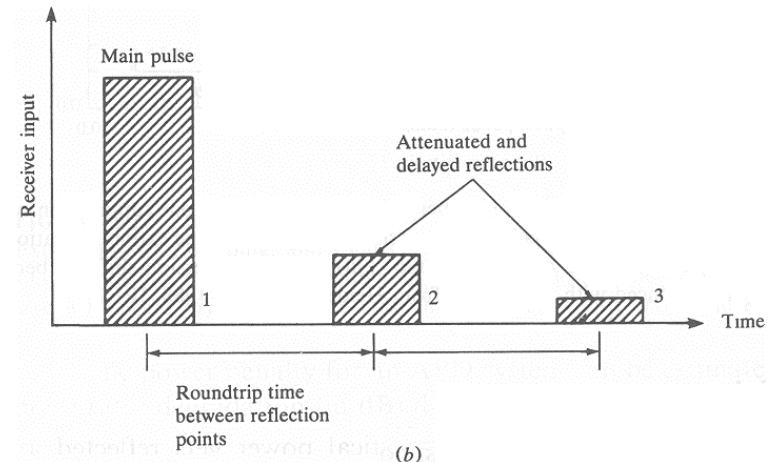 Main pulse
Receiver input
Attenuated and
delayed reflections
1
2
3
Time
Roundtrip time
between reflection
points
(b)